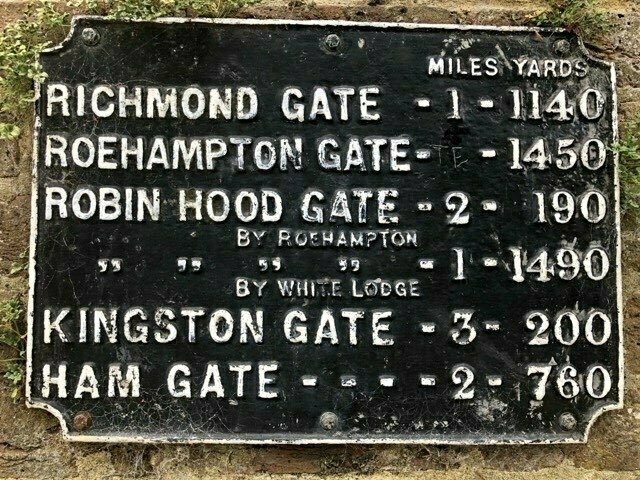 MILES YARDS
RICHMOND GATE - 1 - 1140
ROEHAMPTON GATE - - 1450
ROBIN HOOD GATE - 2 - 190
BY ROEHAMPTON
" " " " - 1 - 1490
BY WHITE LODGE
KINGSTON GATE - 3 - 200
HAM GATE - - - - 2 - 760